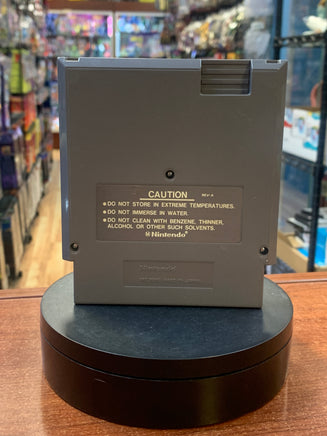 CAUTION REV-A
•DO NOT STORE IN EXTREME TEMPERATURES.
•DO NOT IMMERSE IN WATER.
•DO NOT CLEAN WITH BENZENE, THINNER,
ALCOHOL OR OTHER SUCH SOLVENTS.
Nintendo®
Nintendo